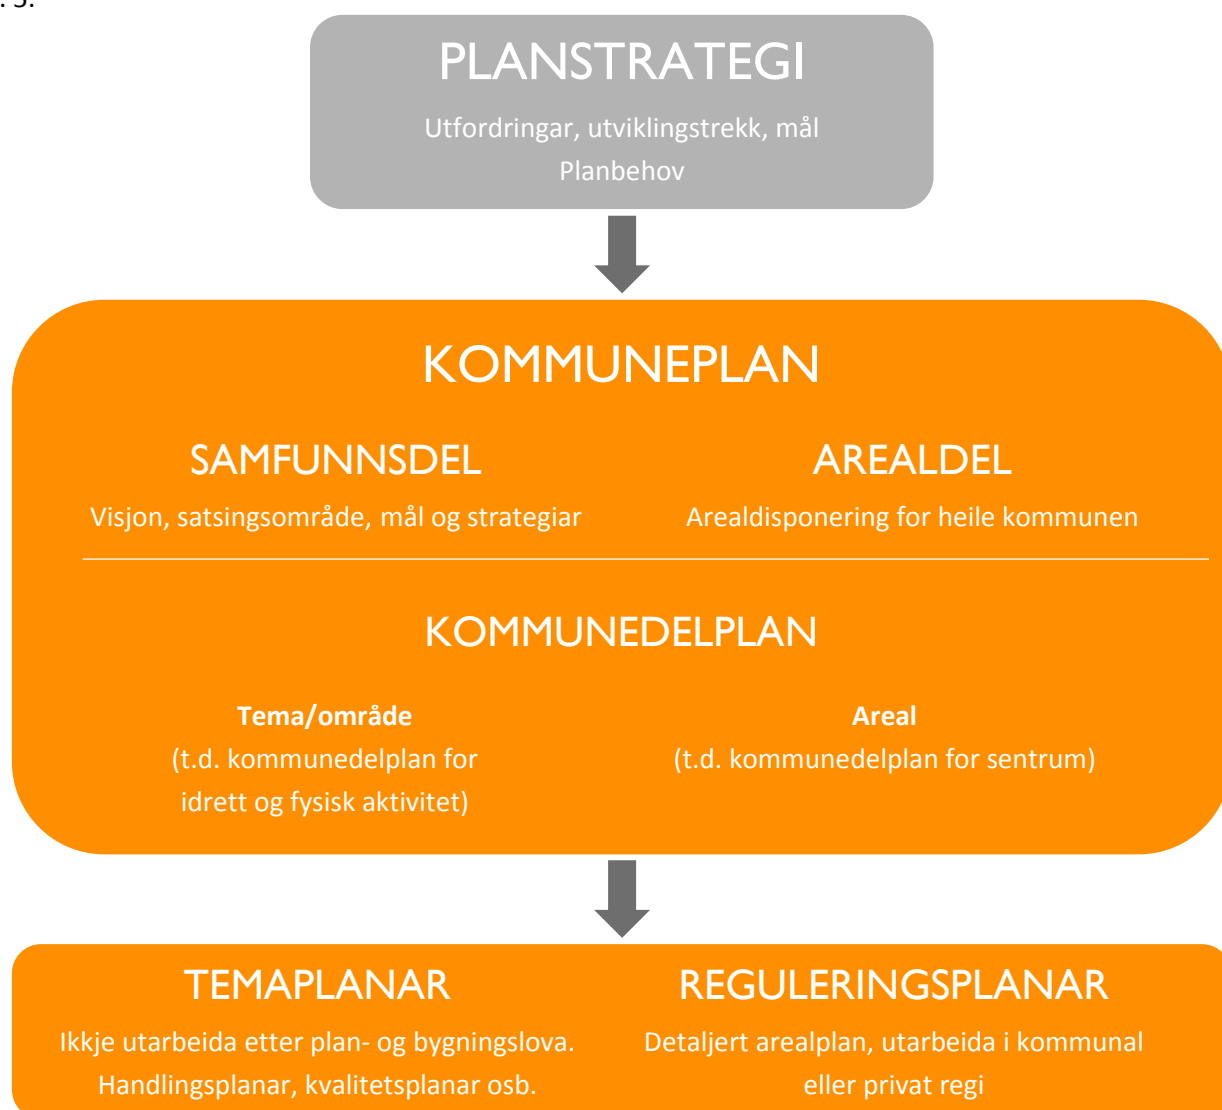 . 5.
PLANSTRATEGI
Utfordringar, utviklingstrekk, mål
Planbehov
KOMMUNEPLAN
SAMFUNNSDEL
Visjon, satsingsområde, mål og strategiar
AREALDEL
Arealdisponering for heile kommunen
KOMMUNEDELPLAN
Tema/område
(t.d. kommunedelplan for
idrett og fysisk aktivitet)
Areal
(t.d. kommunedelplan for sentrum)
TEMAPLANAR
Ikkje utarbeida etter plan- og bygningslova.
Handlingsplanar, kvalitetsplanar osb.
REGULERINGSPLANAR
Detaljert arealplan, utarbeida i kommunal
eller privat regi